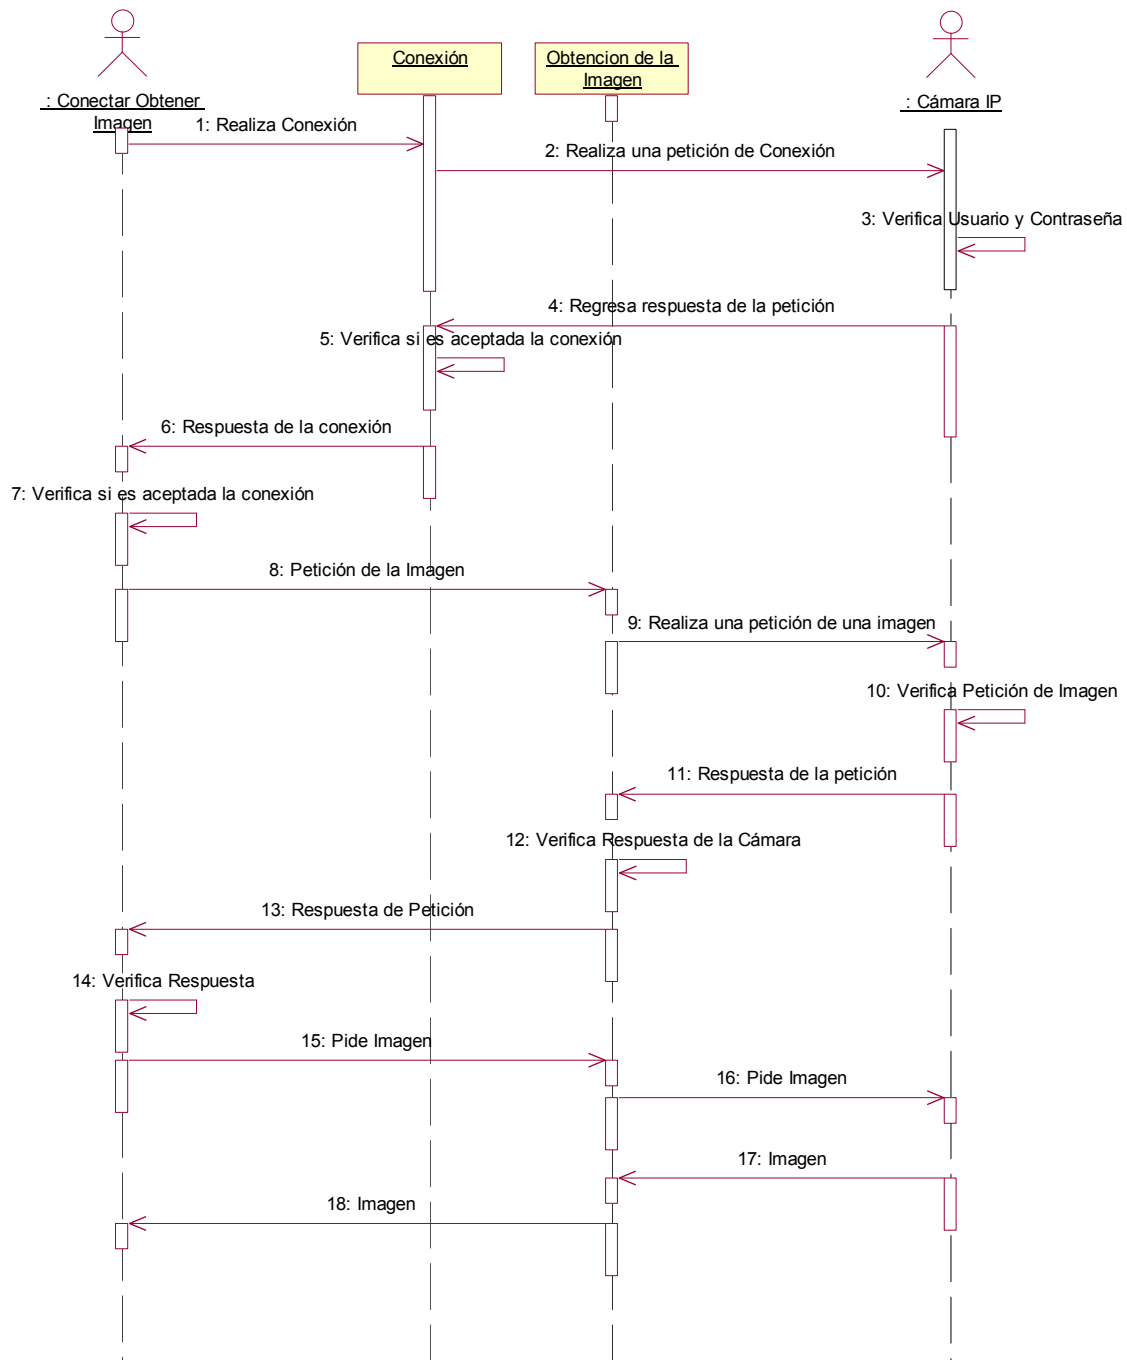 : Conectar Obtener
Imagen
Conexión
Obtencion de la
Imagen
: Cámara IP
1: Realiza Conexión
2: Realiza una petición de Conexión
3: Verifica Usuario y Contraseña
4: Regresa respuesta de la petición
5: Verifica si es aceptada la conexión
6: Respuesta de la conexión
7: Verifica si es aceptada la conexión
8: Petición de la Imagen
9: Realiza una petición de una imagen
10: Verifica Petición de Imagen
11: Respuesta de la petición
12: Verifica Respuesta de la Cámara
13: Respuesta de Petición
14: Verifica Respuesta
15: Pide Imagen
16: Pide Imagen
17: Imagen
18: Imagen